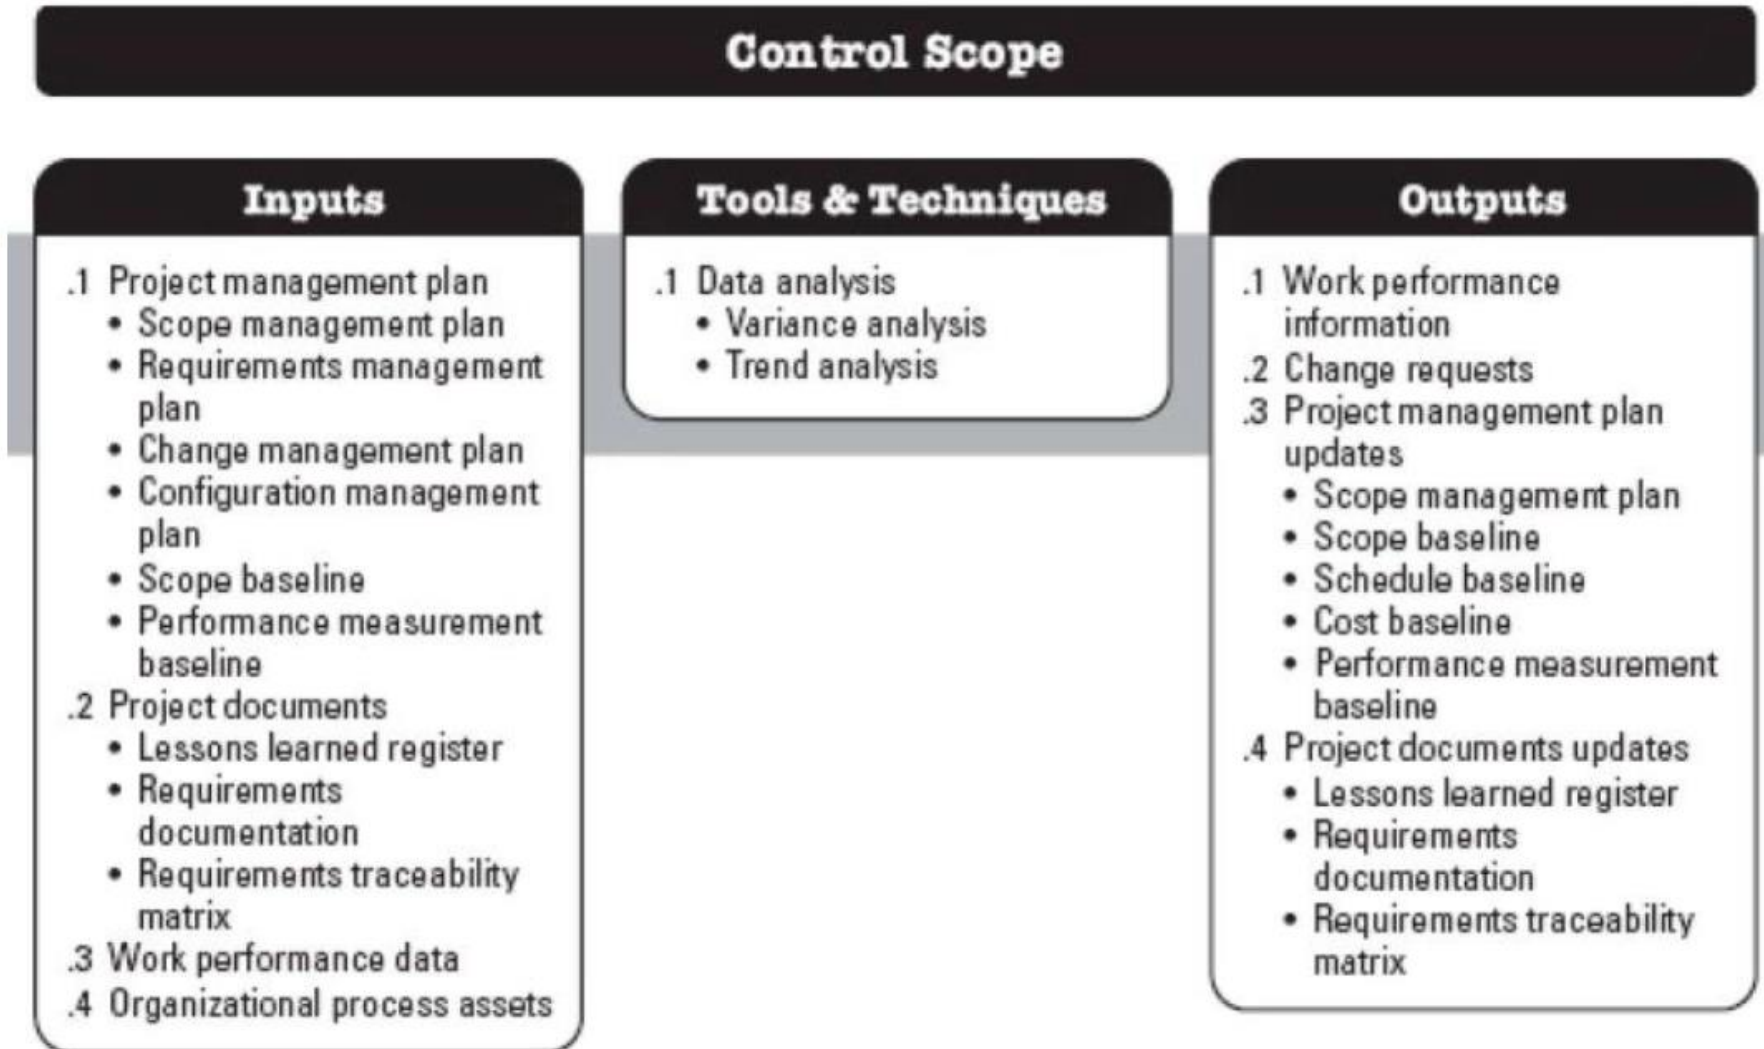 Control Scope
Inputs
.1 Project management plan
• Scope management plan
• Requirements management
plan
• Change management plan
• Configuration management
plan
• Scope baseline
• Performance measurement
baseline
.2 Project documents
• Lessons learned register
• Requirements
documentation
• Requirements traceability
matrix
.3 Work performance data
.4 Organizational process assets
Tools & Techniques
.1 Data analysis
• Variance analysis
• Trend analysis
Outputs
.1 Work performance
information
.2 Change requests
.3 Project management plan
updates
• Scope management plan
• Scope baseline
• Schedule baseline
• Cost baseline
• Performance measurement
baseline
.4 Project documents updates
• Lessons learned register
• Requirements
documentation
• Requirements traceability
matrix